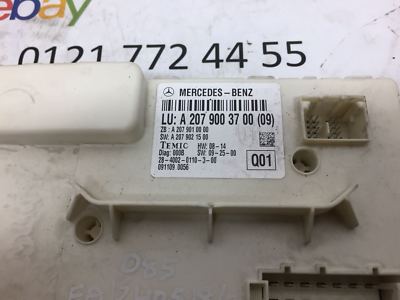 ebay
0121 772 44 55
MERCEDES-BENZ
LU: A 207 900 37 00 (09)
ZB: A 207 901 00 00
SW: A 207 902 15 00
TEMIC HW: 08-14
Diag: 000B SW: 09-25-00
28-4002-0110-3-00
091109 0056
Q01
085